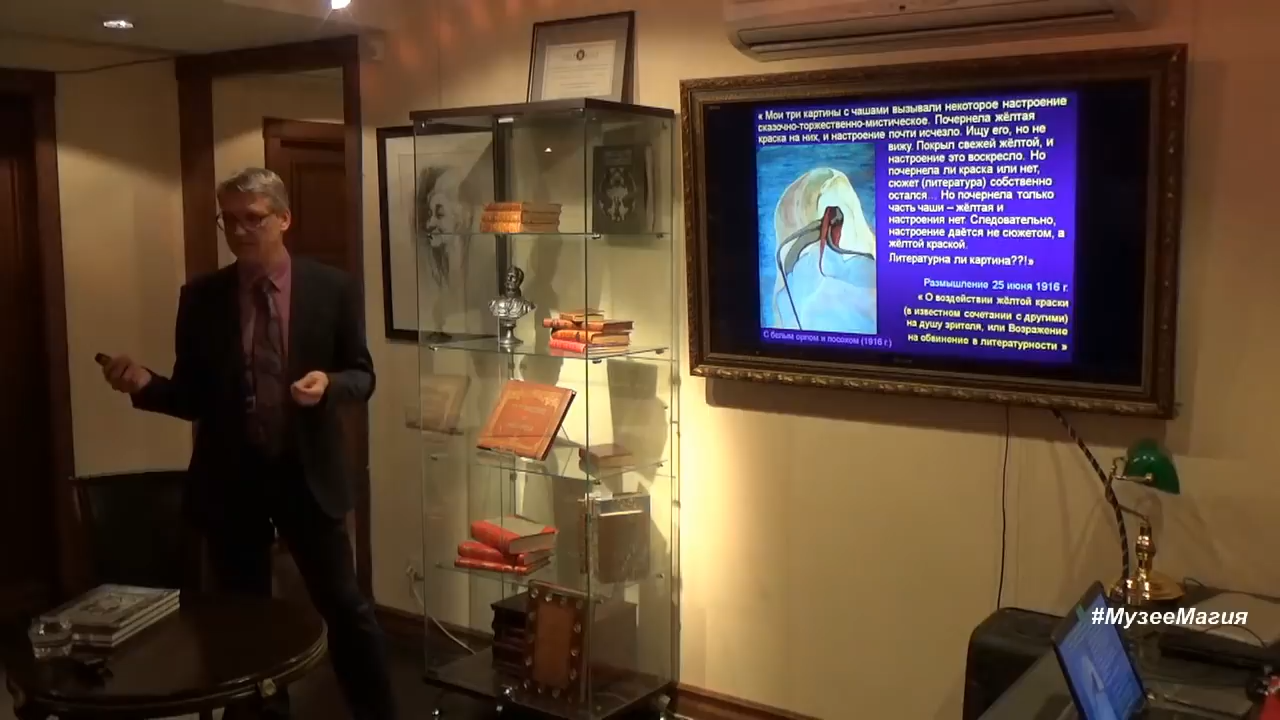 « Мои три картины с чашами вызывали некоторое настроение
сказочно-торжественно-мистическое. Почернела жёлтая
краска на них, и настроение почти исчезло. Ищу его, но не
вижу. Покрыл свежей жёлтой, и
настроение это воскресло. Но
почернела ли краска или нет,
сюжет (литература) собственно
остался... Но почернела только
часть чаши – жёлтая и
настроения нет. Следовательно,
настроение даётся не сюжетом, а
жёлтой краской.
Литературна ли картина??!»
Размышление 25 июня 1916 г.
« О воздействии жёлтой краски
(в известном сочетании с другими)
на душу зрителя, или Возражение
на обвинение в литературности »
С белым орлом и посохом (1916 г.)
#МузееМагия